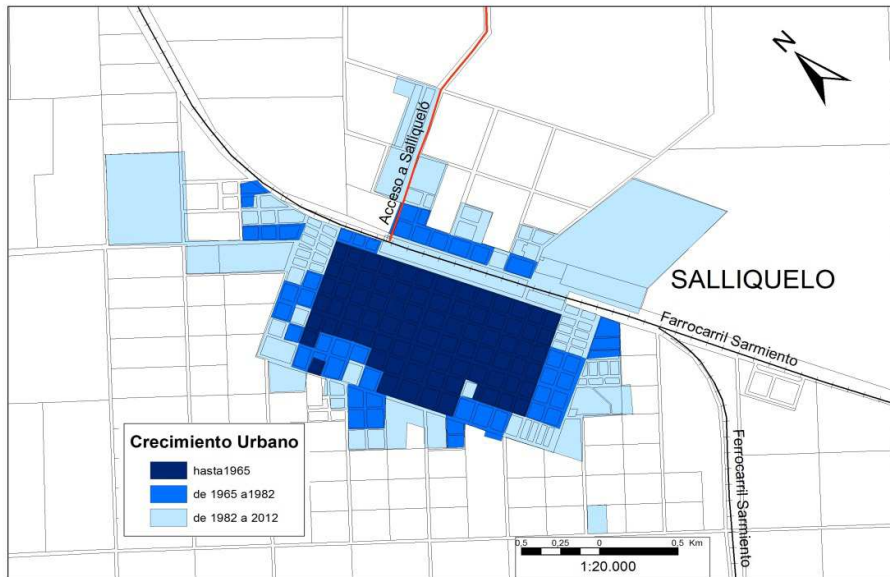 N
Acceso a Salliqueló
SALLIQUELO
Farrocarril Sarmiento
Ferrocarril Sarmiento
Crecimiento Urbano
hasta1965
de 1965 a1982
de 1982 a 2012
0,5 0,25 0 0,5 Km
1:20.000